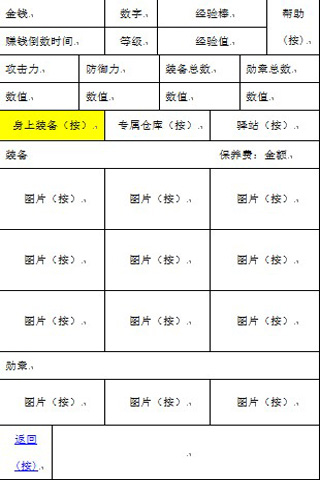 金钱 数字 经验棒 帮助
赚钱倒数时间 等级 经验值 （按）
攻击力 防御力 装备总数 勋章总数
数值 数值 数值 数值
身上装备（按） 专属仓库（按） 驿站（按）
装备 保养费：金额
图片（按） 图片（按） 图片（按）
图片（按） 图片（按） 图片（按）
图片（按） 图片（按） 图片（按）
勋章
图片（按） 图片（按） 图片（按）
返回
（按）